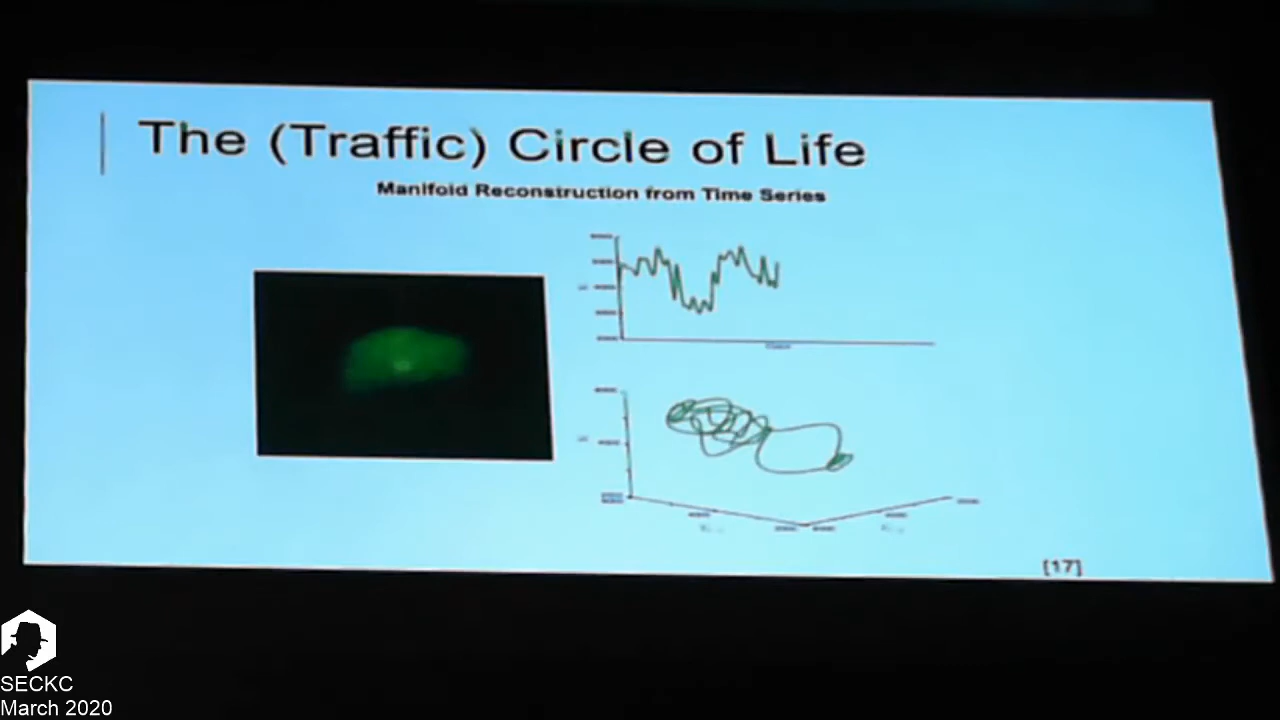 The (Traffic) Circle of Life
Manifold Reconstruction from Time Series
[17]
SECKC
March 2020